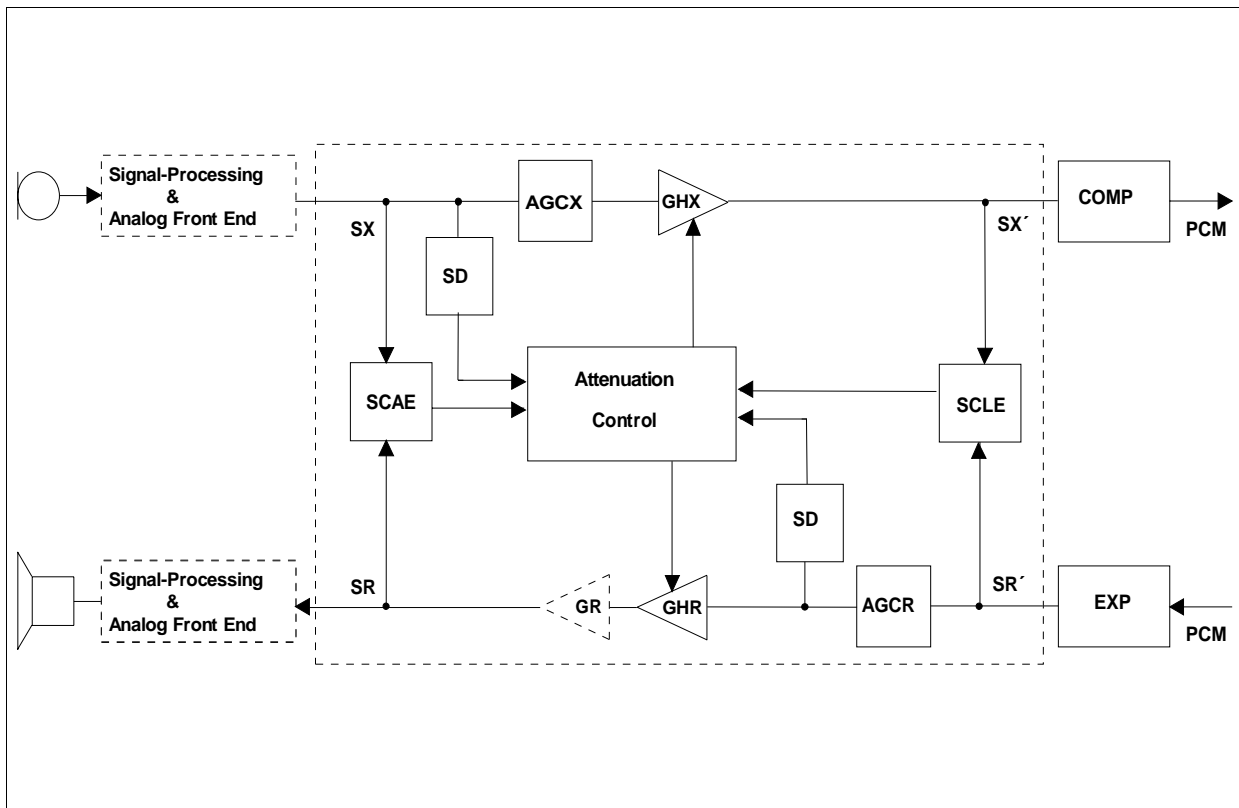 Signal-Processing
&
Analog Front End
AGCX
GHX
COMP
SX
SX´
PCM
SD
Attenuation
Control
SCAE
SCLE
SD
Signal-Processing
&
Analog Front End
SR
GR
GHR
AGCR
SR´
EXP
PCM